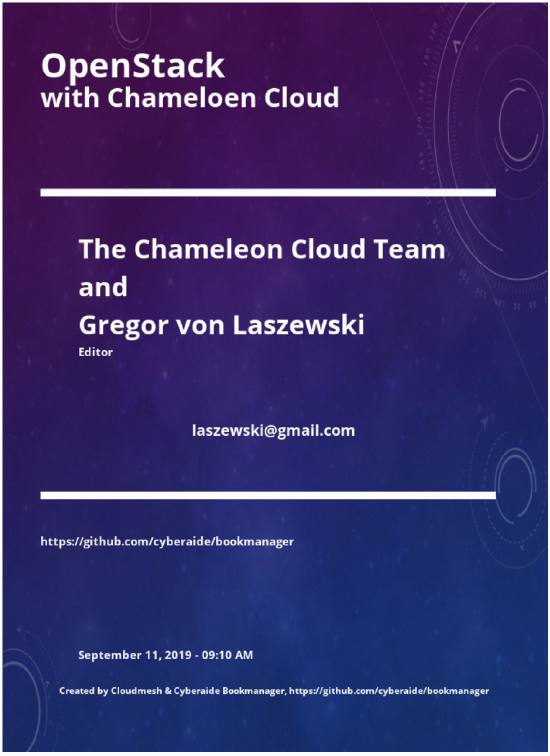 OpenStack
with Chameloen Cloud
The Chameleon Cloud Team
and
Gregor von Laszewski
Editor
laszewski@gmail.com
https://github.com/cyberaide/bookmanager
September 11, 2019 - 09:10 AM
Created by Cloudmesh & Cyberaide Bookmanager, https://github.com/cyberaide/bookmanager